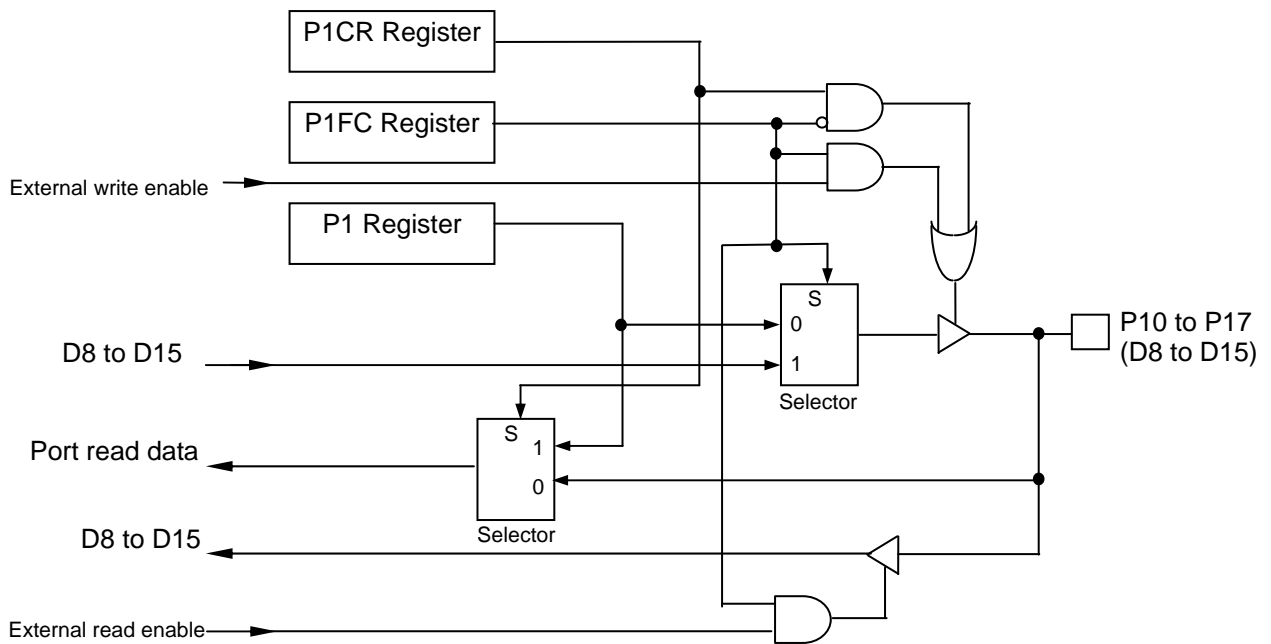 P1CR Register
P1FC Register
External write enable
P1 Register
S
0
P10 to P17
(D8 to D15)
D8 to D15
1
Selector
S
1
Port read data
0
Selector
D8 to D15
External read enable